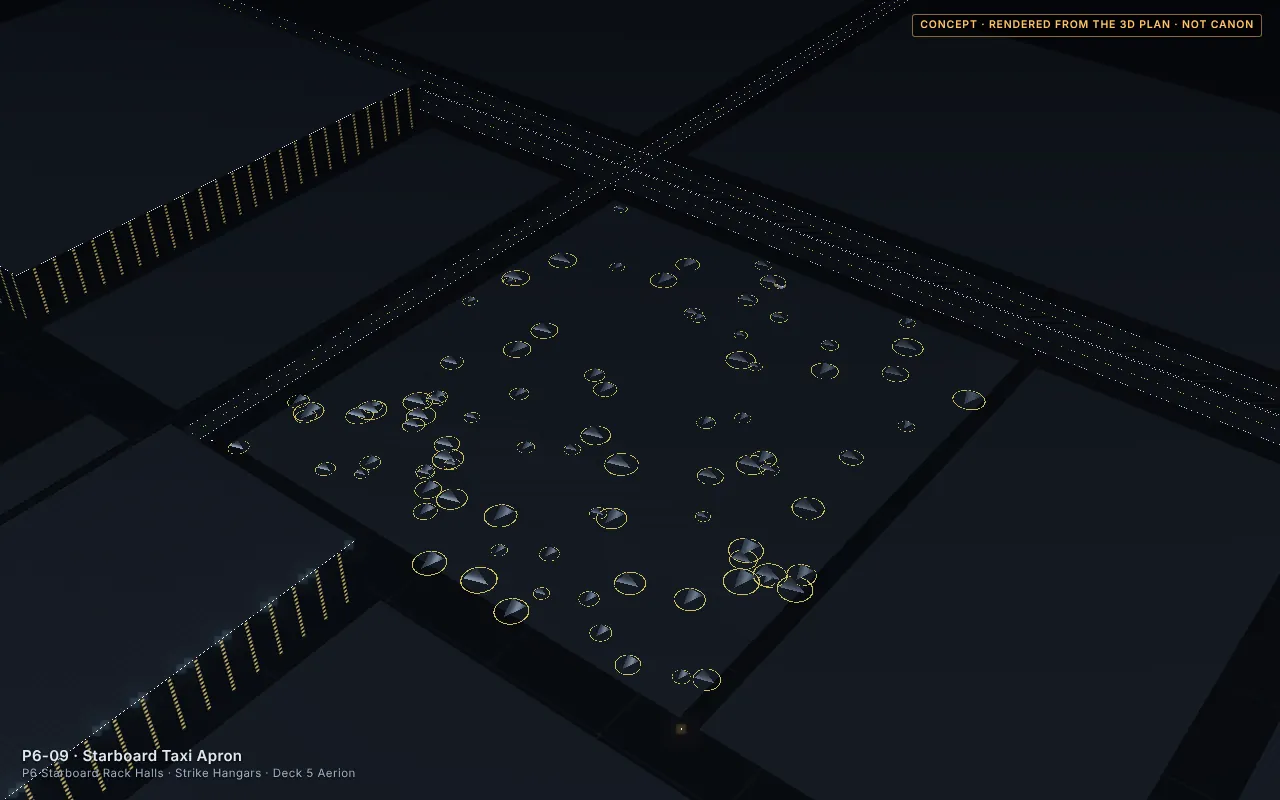 CONCEPT · RENDERED FROM THE 3D PLAN · NOT CANON
P6-09 · Starboard Taxi Apron
P6·Starboard Rack Halls · Strike Hangars · Deck 5 Aerion